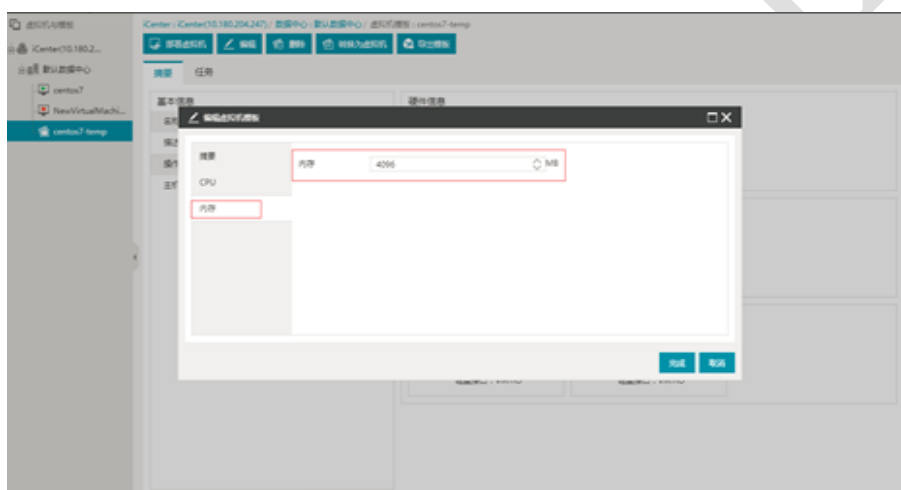 虚拟机与模板
iCenter : iCenter(10.180.204.247)/ 数据中心 : 默认数据中心/ 虚拟机模板 : centos7-temp
iCenter(10.180.2...
部署虚拟机 编辑 删除 转换为虚拟机 导出模板
默认数据中心
摘要 任务
centos7
NewVirtualMachi...
centos7-temp
基本信息 硬件信息
编辑虚拟机模板
摘要
CPU
内存
内存 4096 MB
完成 取消